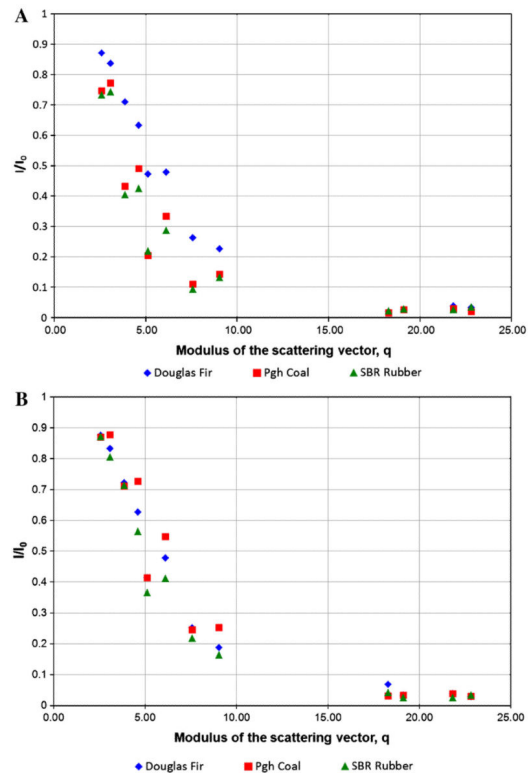 A
1
0.9
0.8
0.7
0.6
0.5
0.4
0.3
0.2
0.1
0
I/I0
0.00 5.00 10.00 15.00 20.00 25.00
Modulus of the scattering vector, q
Douglas Fir Pgh Coal SBR Rubber
B
1
0.9
0.8
0.7
0.6
0.5
0.4
0.3
0.2
0.1
0
I/I0
0.00 5.00 10.00 15.00 20.00 25.00
Modulus of the scattering vector, q
Douglas Fir Pgh Coal SBR Rubber